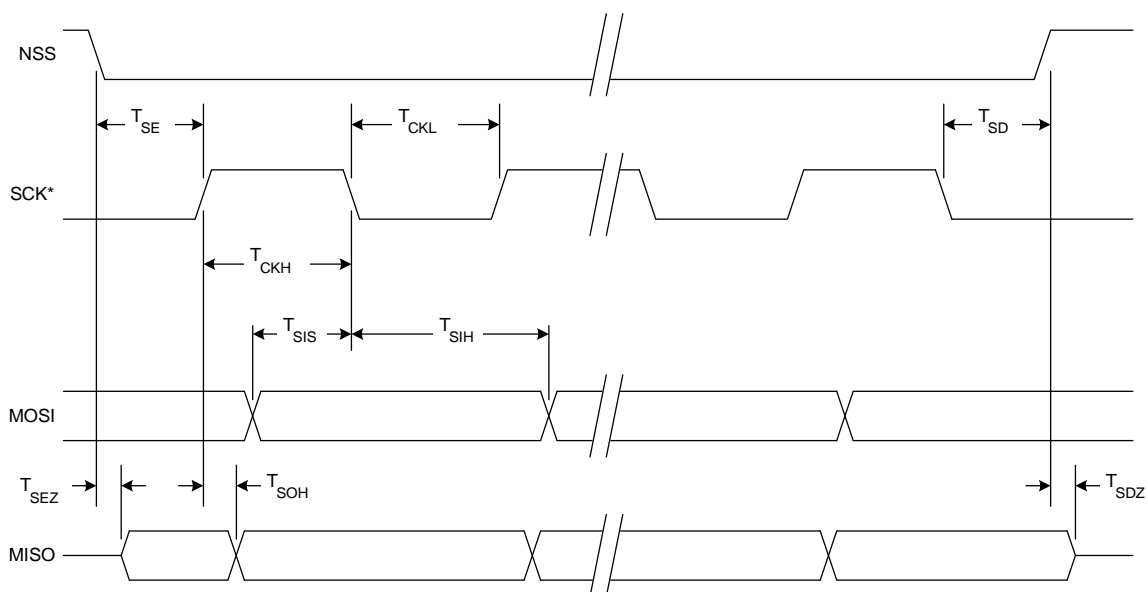 NSS
T_SE
T_CKL
T_SD
SCK*
T_CKH
T_SIS
T_SIH
MOSI
T_SEZ
T_SOH
T_SDZ
MISO